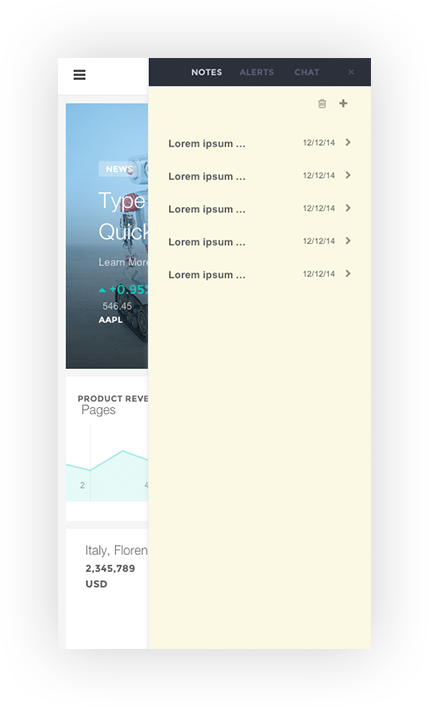 NOTES ALERTS CHAT ×
Lorem ipsum ... 12/12/14
Lorem ipsum ... 12/12/14
Lorem ipsum ... 12/12/14
Lorem ipsum ... 12/12/14
Lorem ipsum ... 12/12/14
NEWS
Type
Quick
Learn More
+0.95%
546.45
AAPL
PRODUCT REVE
Pages
2 4
Italy, Floren
2,345,789
USD